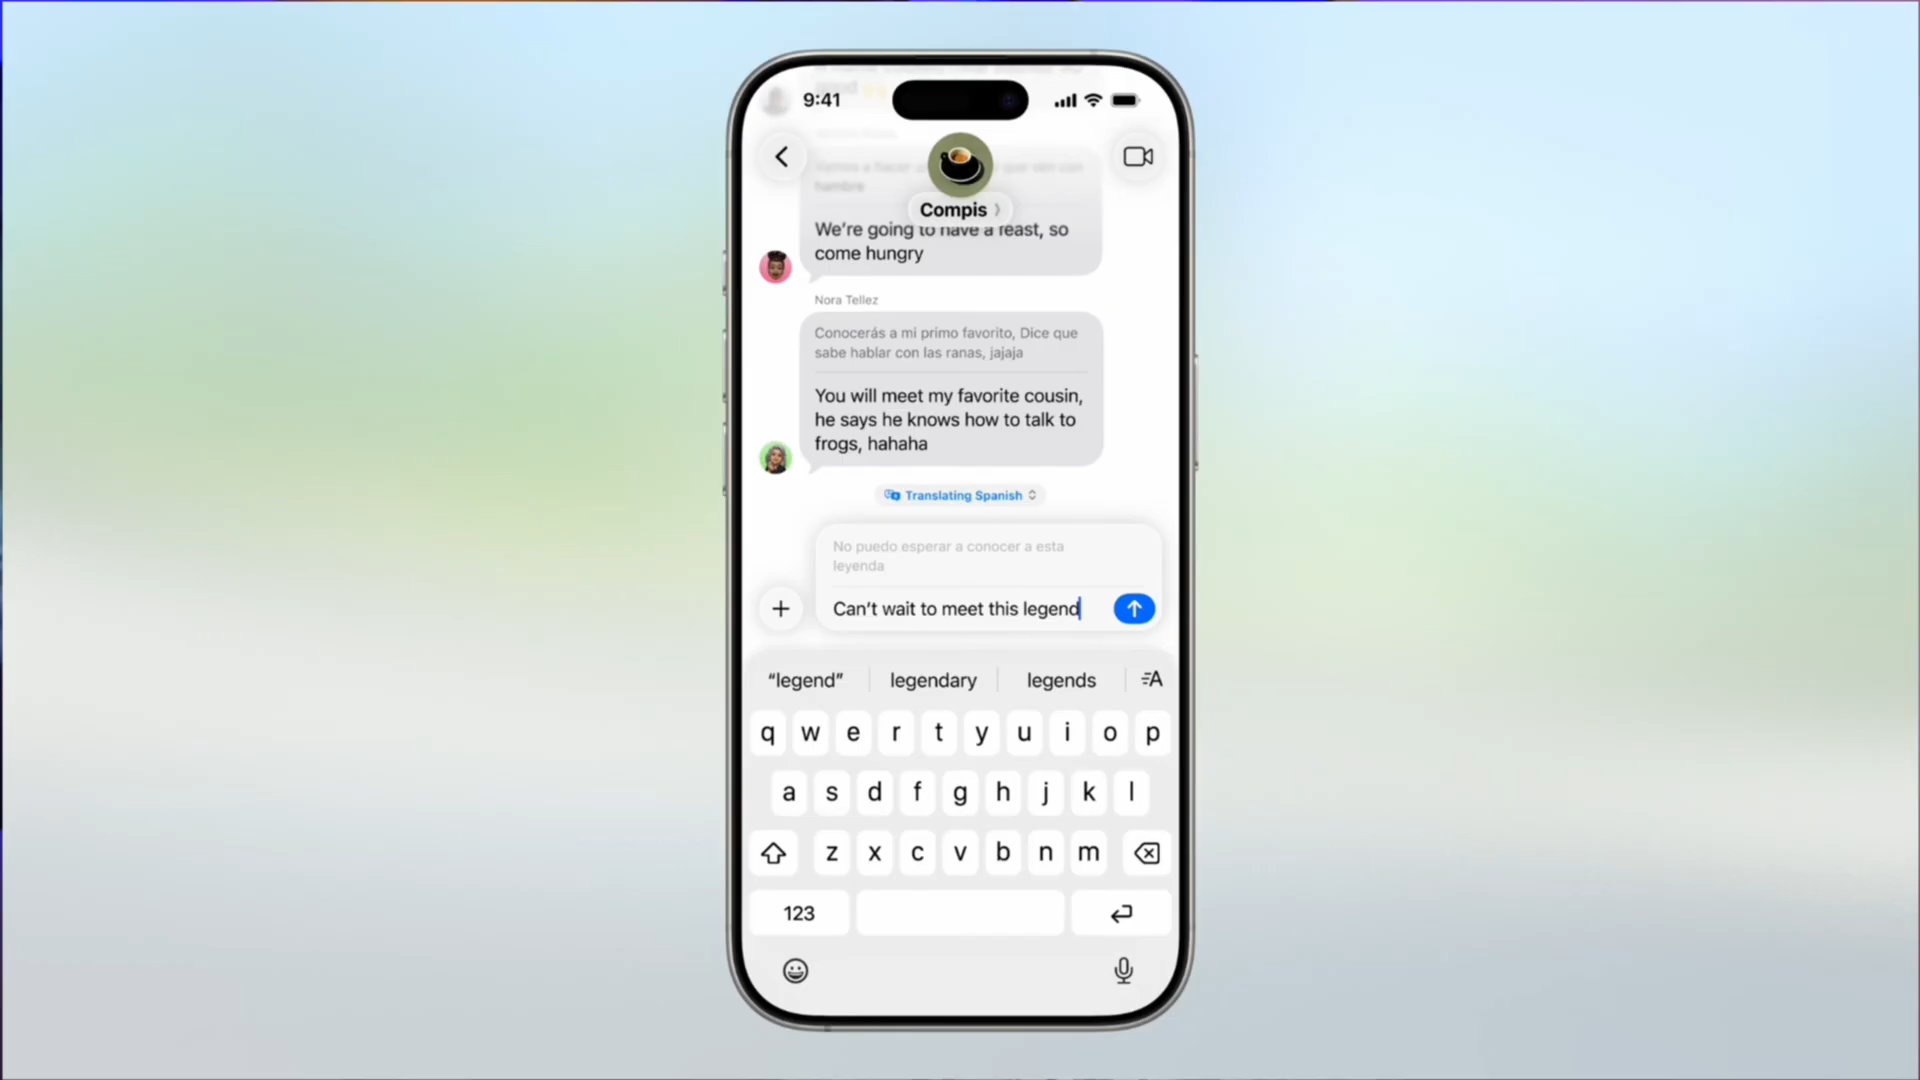 9:41
hambre
Compis
We're going to have a feast, so
come hungry
Nora Tellez
Conocerás a mi primo favorito, Dice que
sabe hablar con las ranas, jajaja
You will meet my favorite cousin,
he says he knows how to talk to
frogs, hahaha
Translating Spanish
No puedo esperar a conocer a esta
leyenda
Can't wait to meet this legend
“legend” legendary legends
q w e r t y u i o p
a s d f g h j k l
z x c v b n m
123